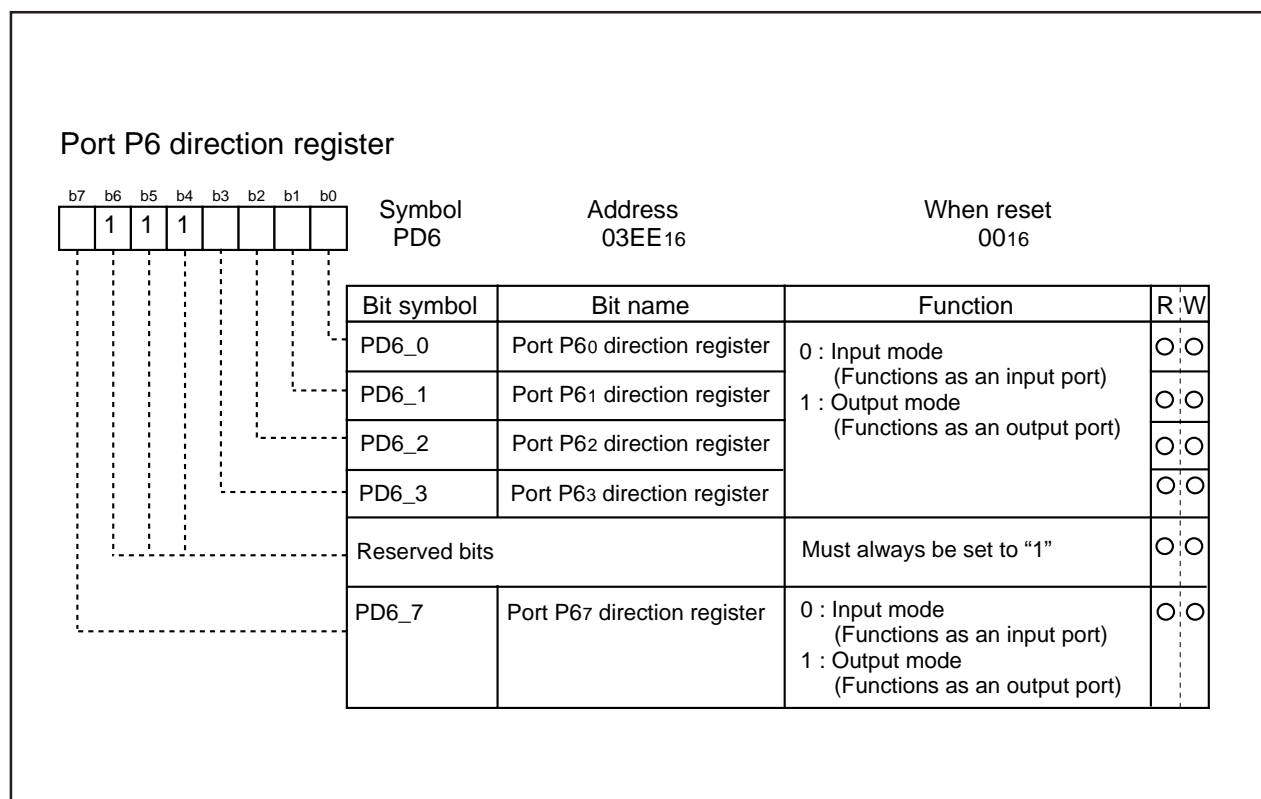 Port P6 direction register
b7 b6 b5 b4 b3 b2 b1 b0
1 1 1
Symbol Address When reset
PD6 03EE16 0016
Bit symbol Bit name Function R W
PD6_0 Port P60 direction register
0 : Input mode
(Functions as an input port)
1 : Output mode
(Functions as an output port)
PD6_1 Port P61 direction register
PD6_2 Port P62 direction register
PD6_3 Port P63 direction register
Reserved bits Must always be set to “1”
PD6_7 Port P67 direction register
0 : Input mode
(Functions as an input port)
1 : Output mode
(Functions as an output port)